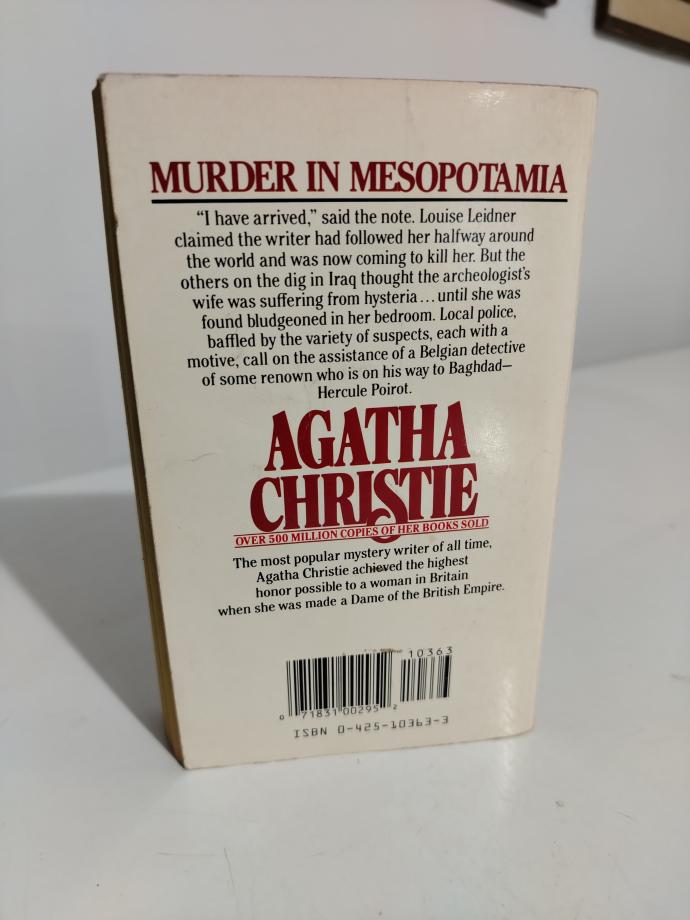 MURDER IN MESOPOTAMIA
“I have arrived,” said the note. Louise Leidner
claimed the writer had followed her halfway around
the world and was now coming to kill her. But the
others on the dig in Iraq thought the archeologist's
wife was suffering from hysteria ... until she was
found bludgeoned in her bedroom. Local police,
baffled by the variety of suspects, each with a
motive, call on the assistance of a Belgian detective
of some renown who is on his way to Baghdad—
Hercule Poirot.
AGATHA
CHRISTIE
OVER 500 MILLION COPIES OF HER BOOKS SOLD
The most popular mystery writer of all time,
Agatha Christie achieved the highest
honor possible to a woman in Britain
when she was made a Dame of the British Empire.
10363
0 71831 00295 2
ISBN 0-425-10363-3